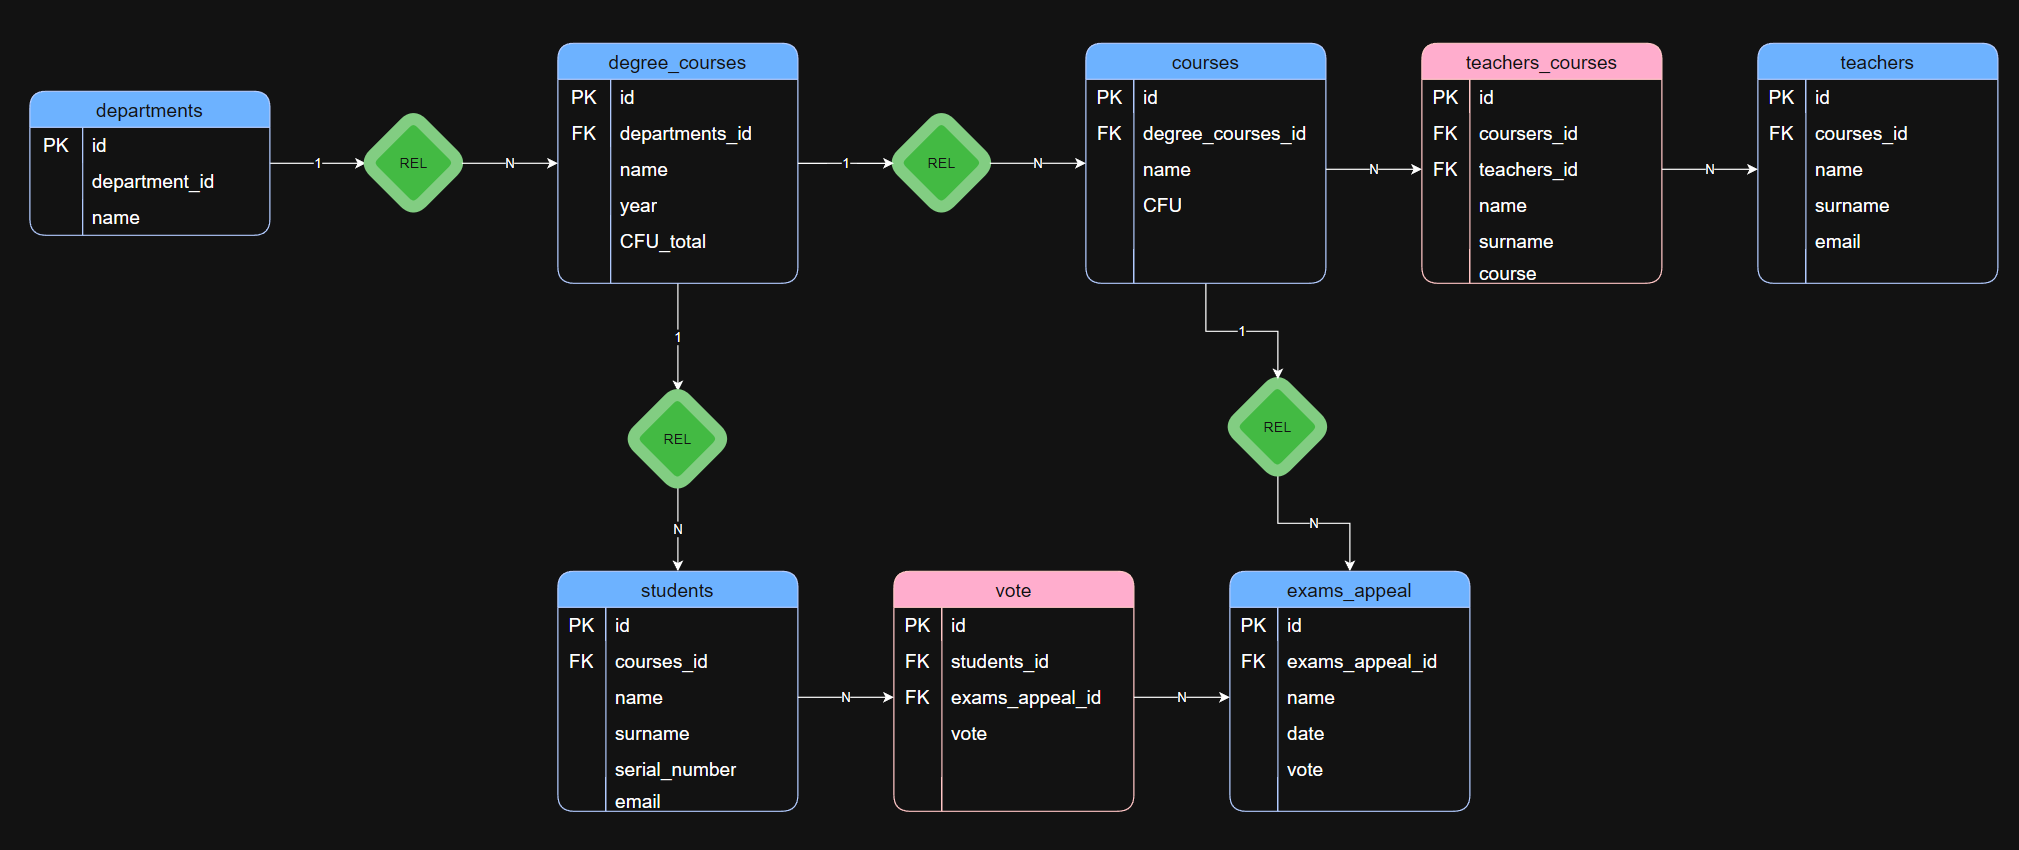 departments
PK id
department_id
name
1
REL
N
degree_courses
PK id
FK departments_id
name
year
CFU_total
1
REL
N
courses
PK id
FK degree_courses_id
name
CFU
N
teachers_courses
PK id
FK coursers_id
FK teachers_id
name
surname
course
N
teachers
PK id
FK courses_id
name
surname
email
1
REL
N
1
REL
N
students
PK id
FK courses_id
name
surname
serial_number
email
N
vote
PK id
FK students_id
FK exams_appeal_id
vote
N
exams_appeal
PK id
FK exams_appeal_id
name
date
vote